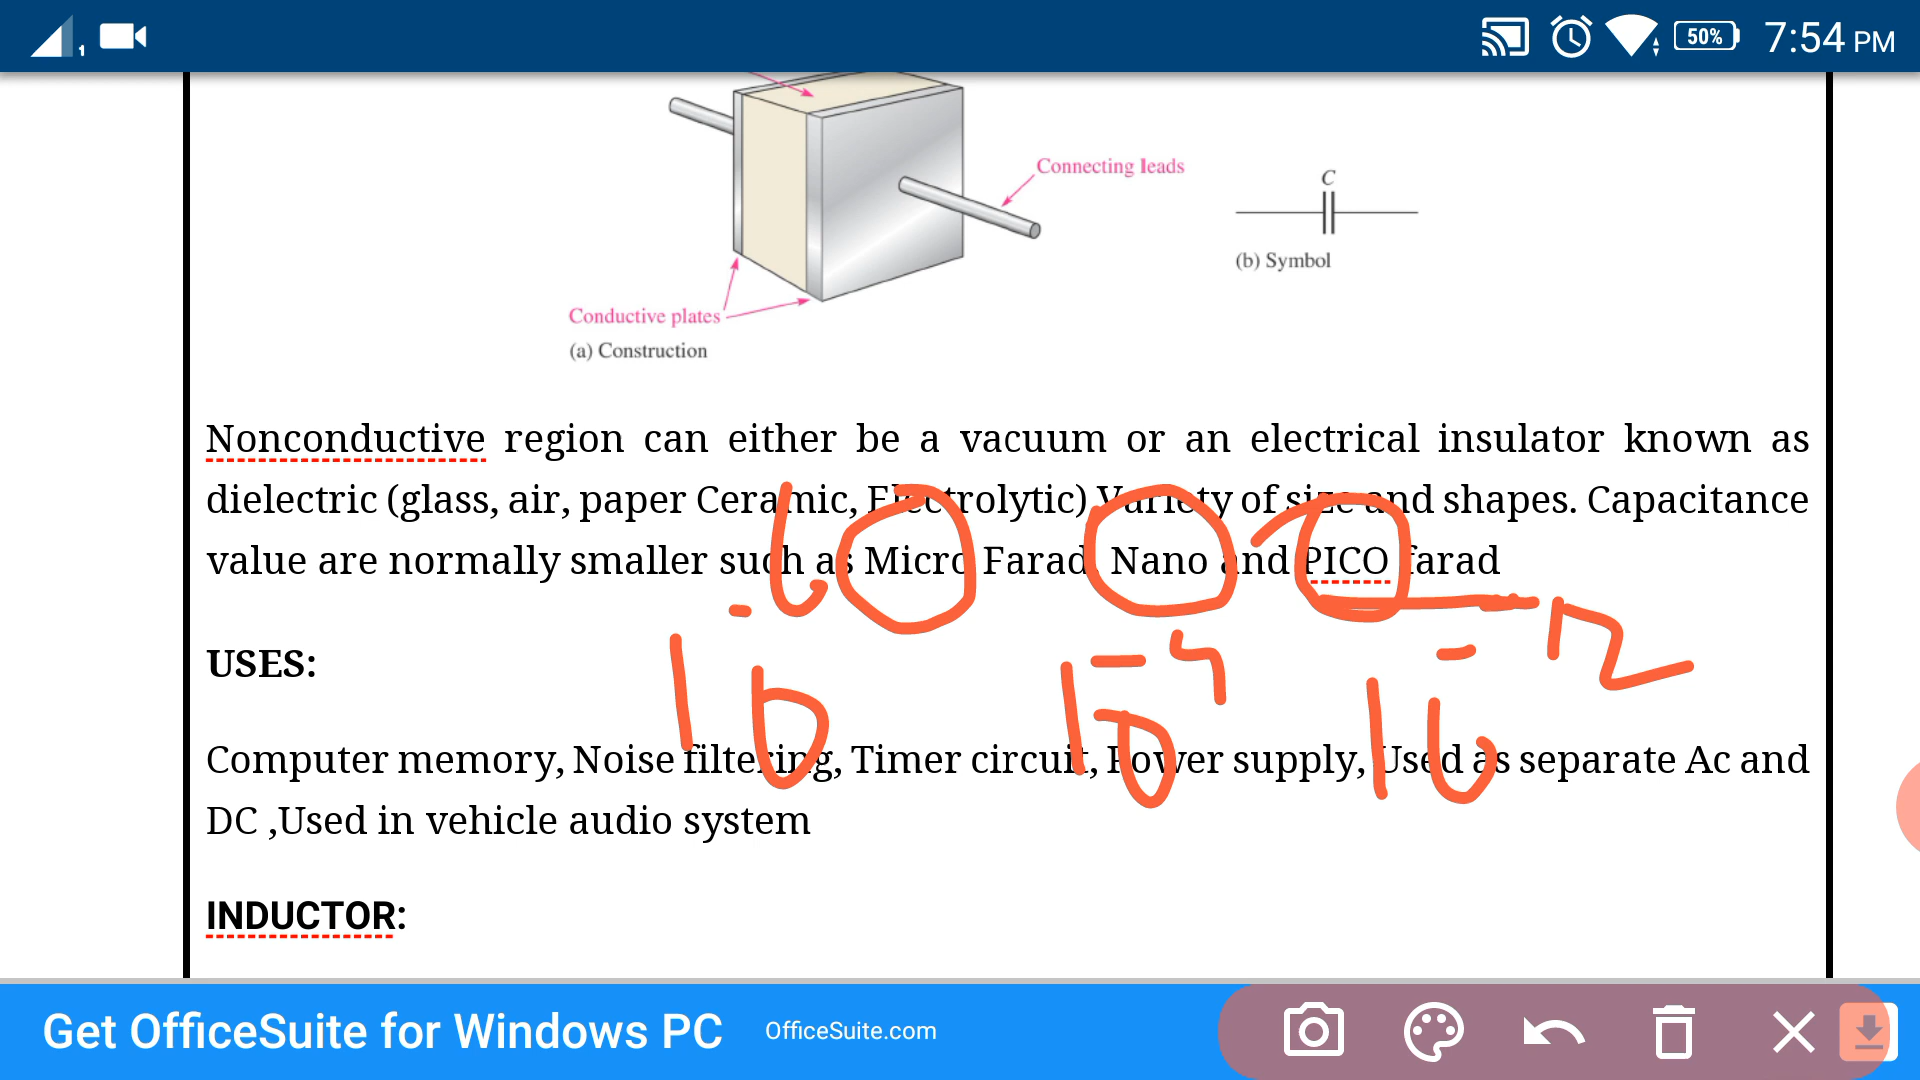 1 50% 7:54 PM
Connecting leads
C
(b) Symbol
Conductive plates
(a) Construction
Nonconductive region can either be a vacuum or an electrical insulator known as
dielectric (glass, air, paper Ceramic, Electrolytic) Variety of size and shapes. Capacitance
value are normally smaller such as Micro Farad, Nano and PICO farad
10 -6 10 -9 10 -12
USES:
Computer memory, Noise filtering, Timer circuit, Power supply, Used as separate Ac and
DC ,Used in vehicle audio system
INDUCTOR:
Get OfficeSuite for Windows PC OfficeSuite.com